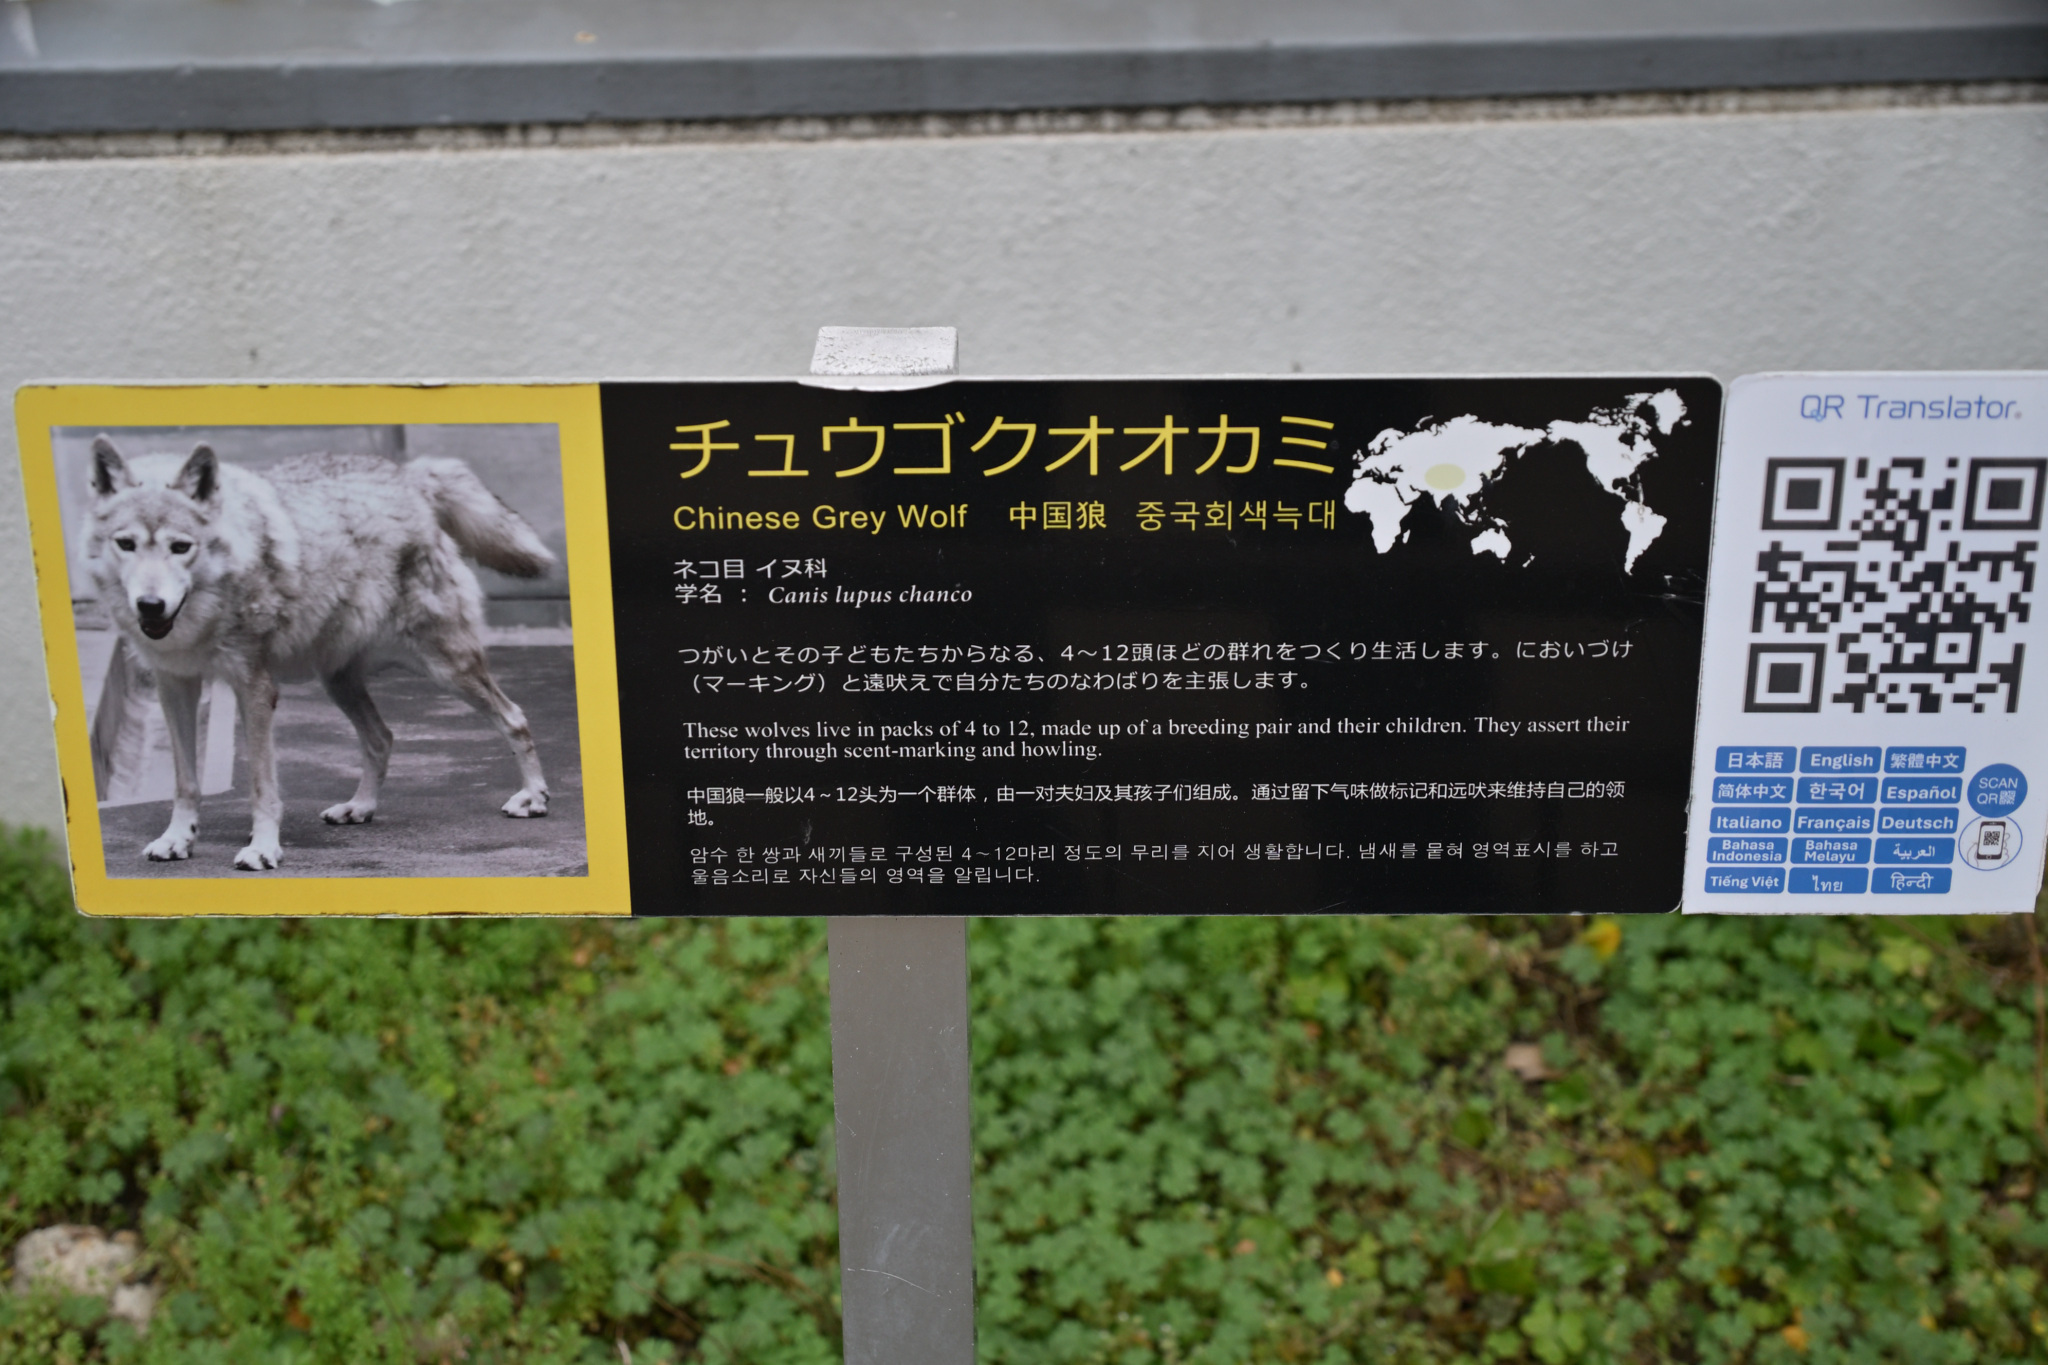 チュウゴクオオカミ
Chinese Grey Wolf 中国狼 중국회색늑대
ネコ目 イヌ科
学名 : Canis lupus chanco
つがいとその子どもたちからなる、4～12頭ほどの群れをつくり生活します。においづけ
（マーキング）と遠吠えで自分たちのなわばりを主張します。
These wolves live in packs of 4 to 12, made up of a breeding pair and their children. They assert their
territory through scent-marking and howling.
中国狼一般以4～12头为一个群体，由一对夫妇及其孩子们组成。通过留下气味做标记和远吠来维持自己的领
地。
암수 한 쌍과 새끼들로 구성된 4～12마리 정도의 무리를 지어 생활합니다. 냄새를 뭍혀 영역표시를 하고
울음소리로 자신들의 영역을 알립니다.
QR Translator®
日本語 English 繁體中文
简体中文 한국어 Español
Italiano Français Deutsch
Bahasa Indonesia Bahasa Melayu العربية
Tiếng Việt ไทย हिन्दी
SCAN
QR